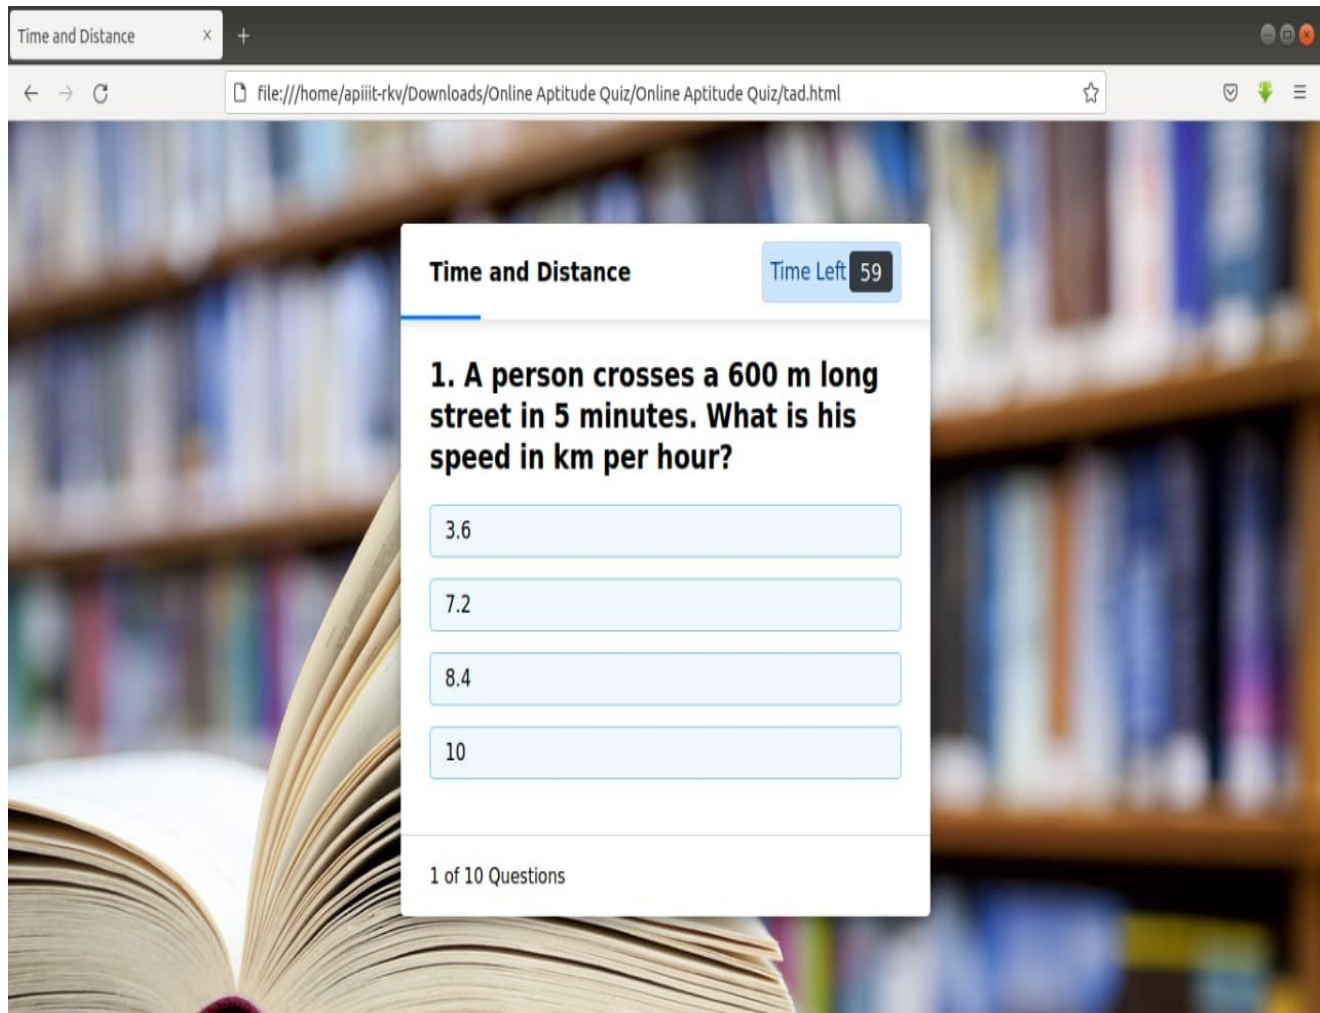 Time and Distance
file:///home/apiiit-rkv/Downloads/Online Aptitude Quiz/Online Aptitude Quiz/tad.html
Time and Distance
Time Left 59
1. A person crosses a 600 m long
street in 5 minutes. What is his
speed in km per hour?
3.6
7.2
8.4
10
1 of 10 Questions